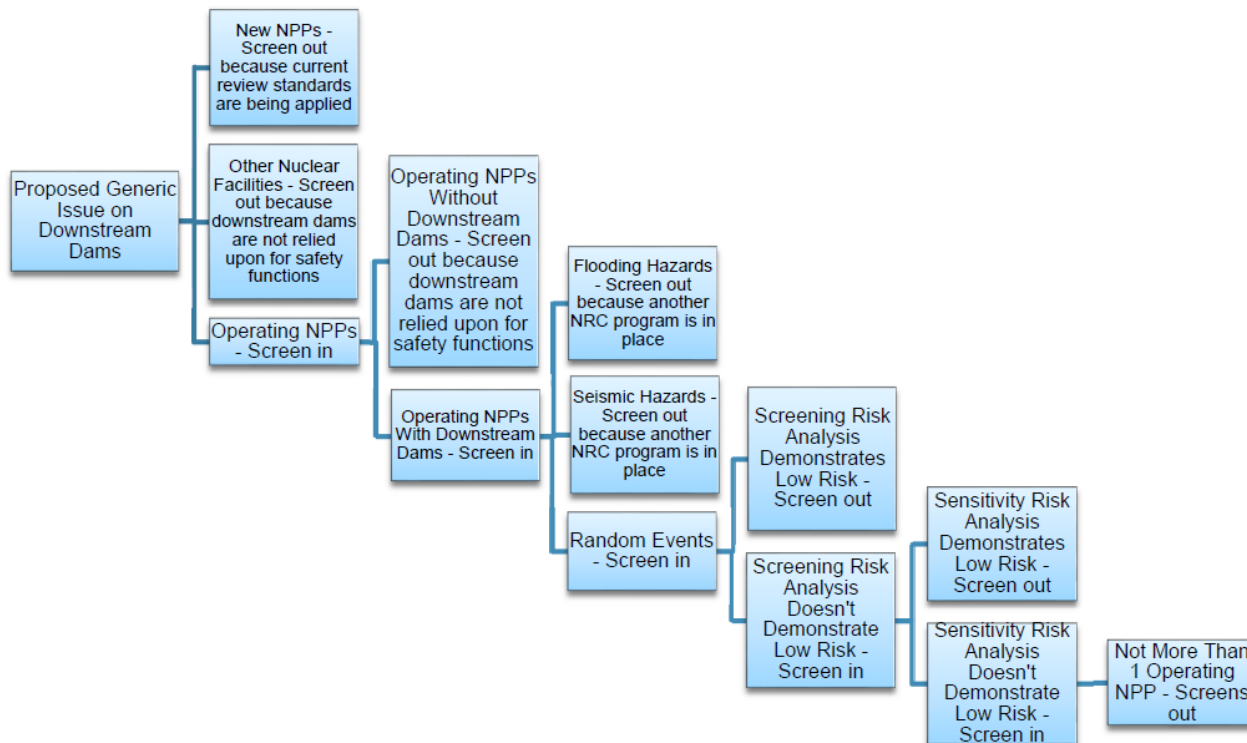 New NPPs -
Screen out
because current
review standards
are being applied
Proposed Generic
Issue on
Downstream
Dams
Other Nuclear
Facilities - Screen
out because
downstream dams
are not relied
upon for safety
functions
Operating NPPs
- Screen in
Operating NPPs
Without
Downstream
Dams - Screen
out because
downstream
dams are not
relied upon for
safety functions
Operating NPPs
With Downstream
Dams - Screen in
Flooding Hazards
- Screen out
because another
NRC program is in
place
Seismic Hazards -
Screen out
because another
NRC program is in
place
Random Events
- Screen in
Screening Risk
Analysis
Demonstrates
Low Risk -
Screen out
Screening Risk
Analysis
Doesn't
Demonstrate
Low Risk -
Screen in
Sensitivity Risk
Analysis
Demonstrates
Low Risk -
Screen out
Sensitivity Risk
Analysis
Doesn't
Demonstrate
Low Risk -
Screen in
Not More Than
1 Operating
NPP - Screens
out